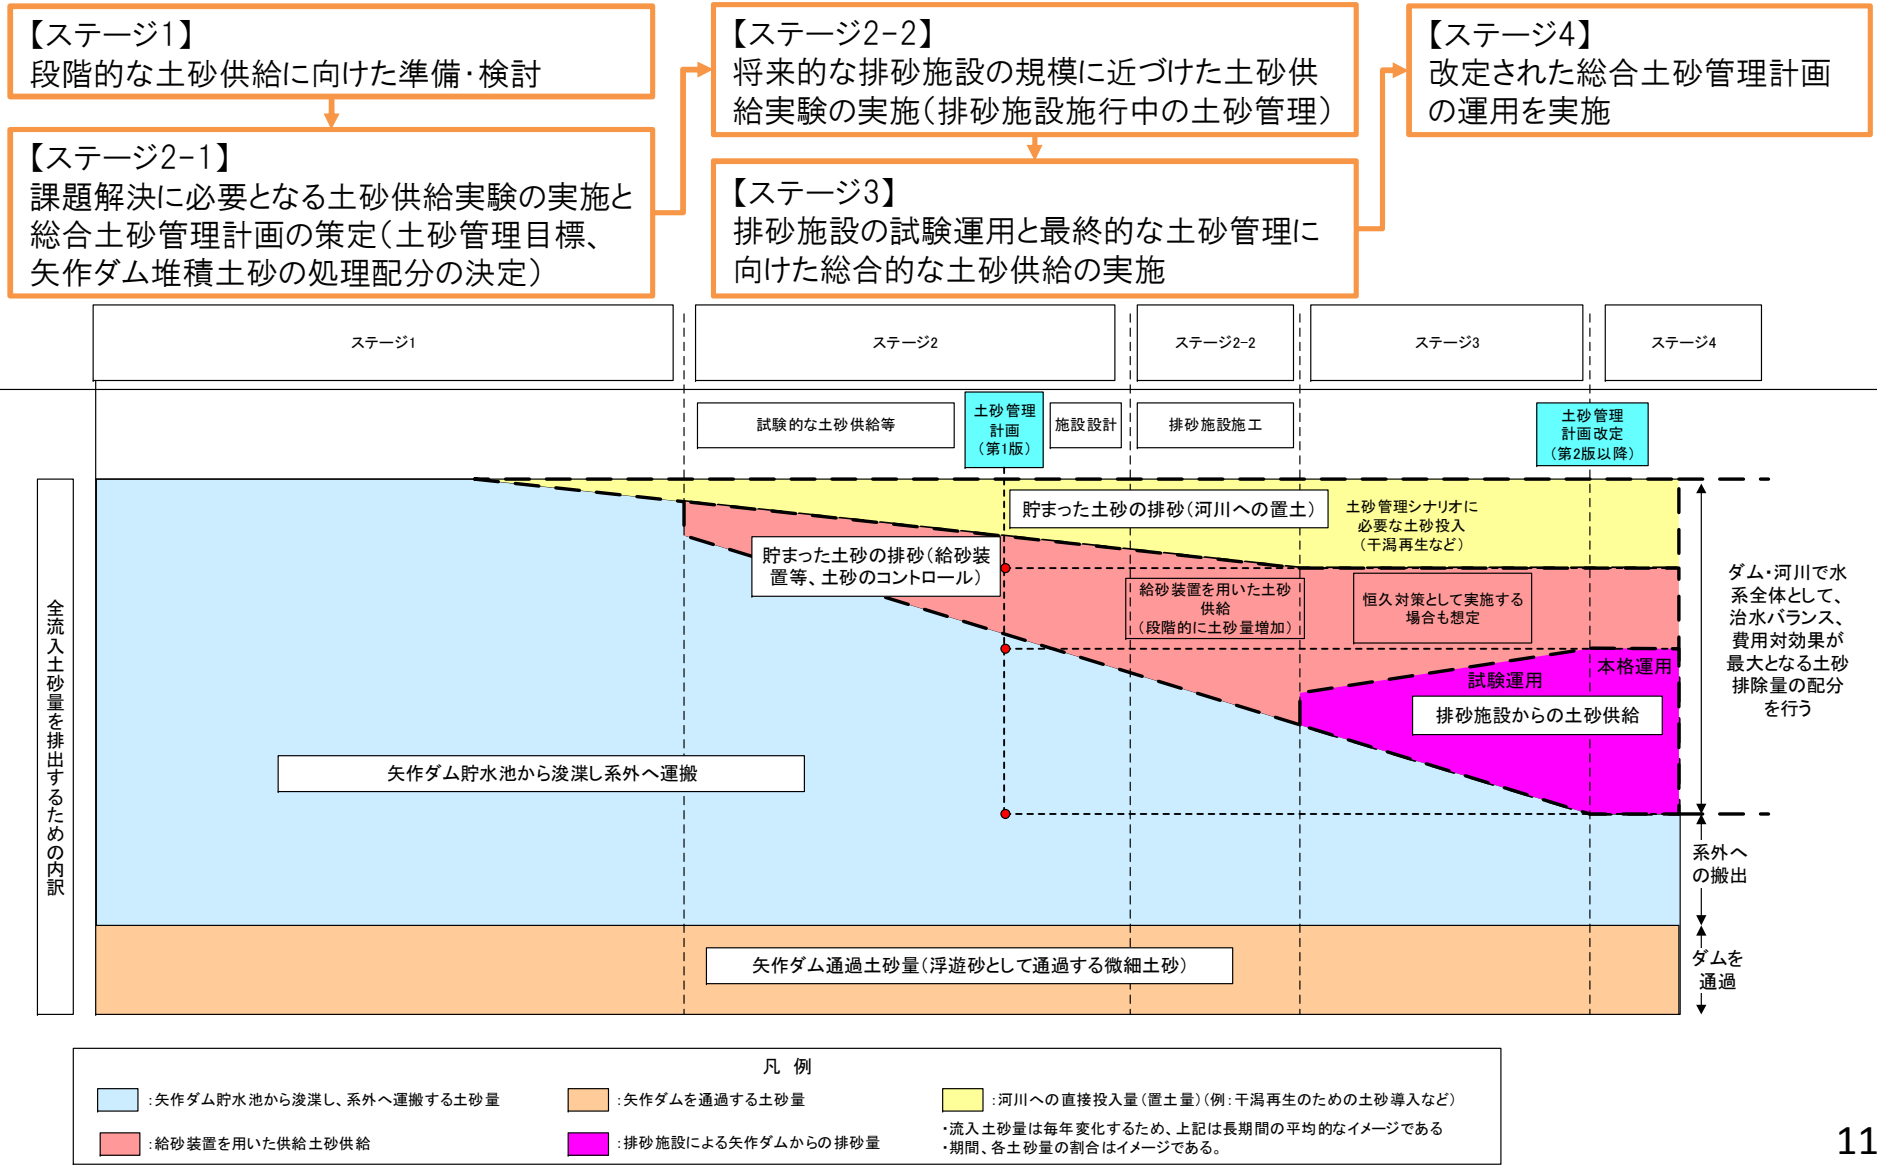 【ステージ1】
段階的な土砂供給に向けた準備・検討
【ステージ2-1】
課題解決に必要となる土砂供給実験の実施と
総合土砂管理計画の策定（土砂管理目標、
矢作ダム堆積土砂の処理配分の決定）
【ステージ2-2】
将来的な排砂施設の規模に近づけた土砂供
給実験の実施（排砂施設施行中の土砂管理）
【ステージ3】
排砂施設の試験運用と最終的な土砂管理に
向けた総合的な土砂供給の実施
【ステージ4】
改定された総合土砂管理計画
の運用を実施
ステージ1
ステージ2
ステージ2-2
ステージ3
ステージ4
試験的な土砂供給等
土砂管理
計画
（第1版）
施設設計
排砂施設施工
土砂管理
計画改定
（第2版以降）
全流入土砂量を排出するための内訳
貯まった土砂の排砂（河川への置土）
土砂管理シナリオに
必要な土砂投入
（干潟再生など）
貯まった土砂の排砂（給砂装
置等、土砂のコントロール）
給砂装置を用いた土砂
供給
（段階的に土砂量増加）
恒久対策として実施する
場合も想定
試験運用
本格運用
排砂施設からの土砂供給
矢作ダム貯水池から浚渫し系外へ運搬
矢作ダム通過土砂量（浮遊砂として通過する微細土砂）
ダム・河川で水
系全体として、
治水バランス、
費用対効果が
最大となる土砂
排除量の配分
を行う
系外へ
の搬出
ダムを
通過
凡 例
：矢作ダム貯水池から浚渫し、系外へ運搬する土砂量
：矢作ダムを通過する土砂量
：河川への直接投入量（置土量）（例：干潟再生のための土砂導入など）
：給砂装置を用いた供給土砂供給
：排砂施設による矢作ダムからの排砂量
・流入土砂量は毎年変化するため、上記は長期間の平均的なイメージである
・期間、各土砂量の割合はイメージである。
11